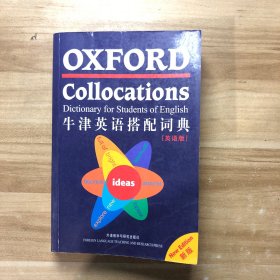 OXFORD
Collocations
Dictionary for Students of English
牛津英语搭配词典
[英语版]
ideas
explore
New Edition
新版
外语教学与研究出版社
FOREIGN LANGUAGE TEACHING AND RESEARCH PRESS